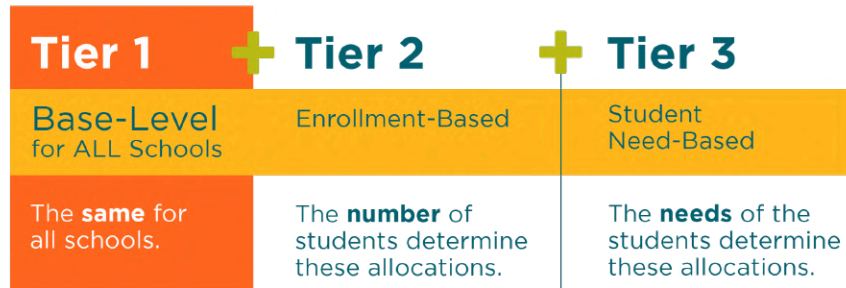 Tier 1 + Tier 2 + Tier 3
Base-Level
for ALL Schools
Enrollment-Based
Student
Need-Based
The same for
all schools.
The number of
students determine
these allocations.
The needs of the
students determine
these allocations.